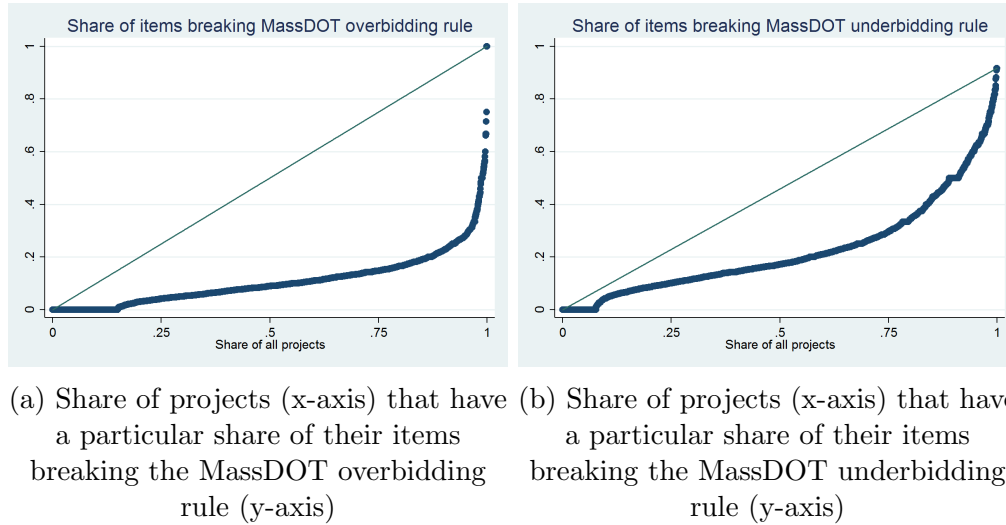 Share of items breaking MassDOT overbidding rule
1
.8
.6
.4
.2
0
0 .25 .5 .75 1
Share of all projects
(a) Share of projects (x-axis) that have
a particular share of their items
breaking the MassDOT overbidding
rule (y-axis)
Share of items breaking MassDOT underbidding rule
1
.8
.6
.4
.2
0
0 .25 .5 .75 1
Share of all projects
(b) Share of projects (x-axis) that have
a particular share of their items
breaking the MassDOT underbidding
rule (y-axis)